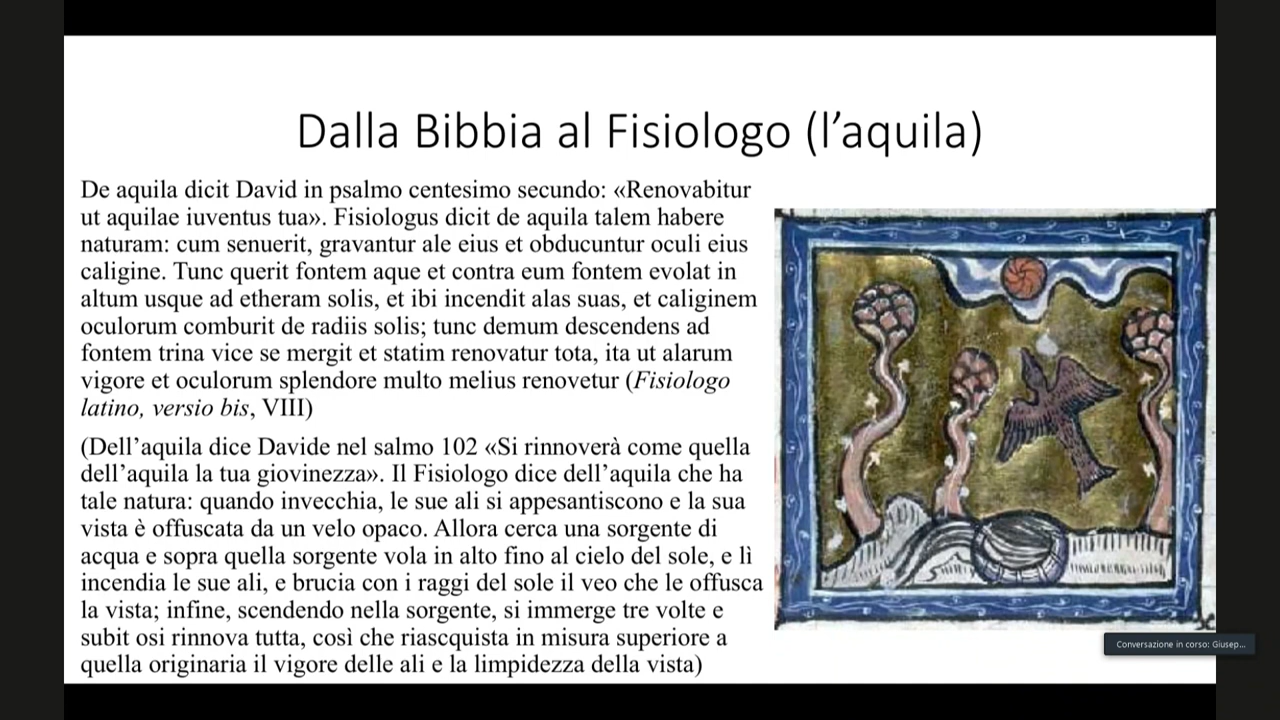 Dalla Bibbia al Fisiologo (l’aquila)
De aquila dicit David in psalmo centesimo secundo: «Renovabitur
ut aquilae iuventus tua». Fisiologus dicit de aquila talem habere
naturam: cum senuerit, gravantur ale eius et obducuntur oculi eius
caligine. Tunc querit fontem aque et contra eum fontem evolat in
altum usque ad etheram solis, et ibi incendit alas suas, et caliginem
oculorum comburit de radiis solis; tunc demum descendens ad
fontem trina vice se mergit et statim renovatur tota, ita ut alarum
vigore et oculorum splendore multo melius renovetur (Fisiologo
latino, versio bis, VIII)
(Dell’aquila dice Davide nel salmo 102 «Si rinnoverà come quella
dell’aquila la tua giovinezza». Il Fisiologo dice dell’aquila che ha
tale natura: quando invecchia, le sue ali si appesantiscono e la sua
vista è offuscata da un velo opaco. Allora cerca una sorgente di
acqua e sopra quella sorgente vola in alto fino al cielo del sole, e lì
incendia le sue ali, e brucia con i raggi del sole il veo che le offusca
la vista; infine, scendendo nella sorgente, si immerge tre volte e
subit osi rinnova tutta, così che riascquista in misura superiore a
quella originaria il vigore delle ali e la limpidezza della vista)
Conversazione in corso: Giusep...